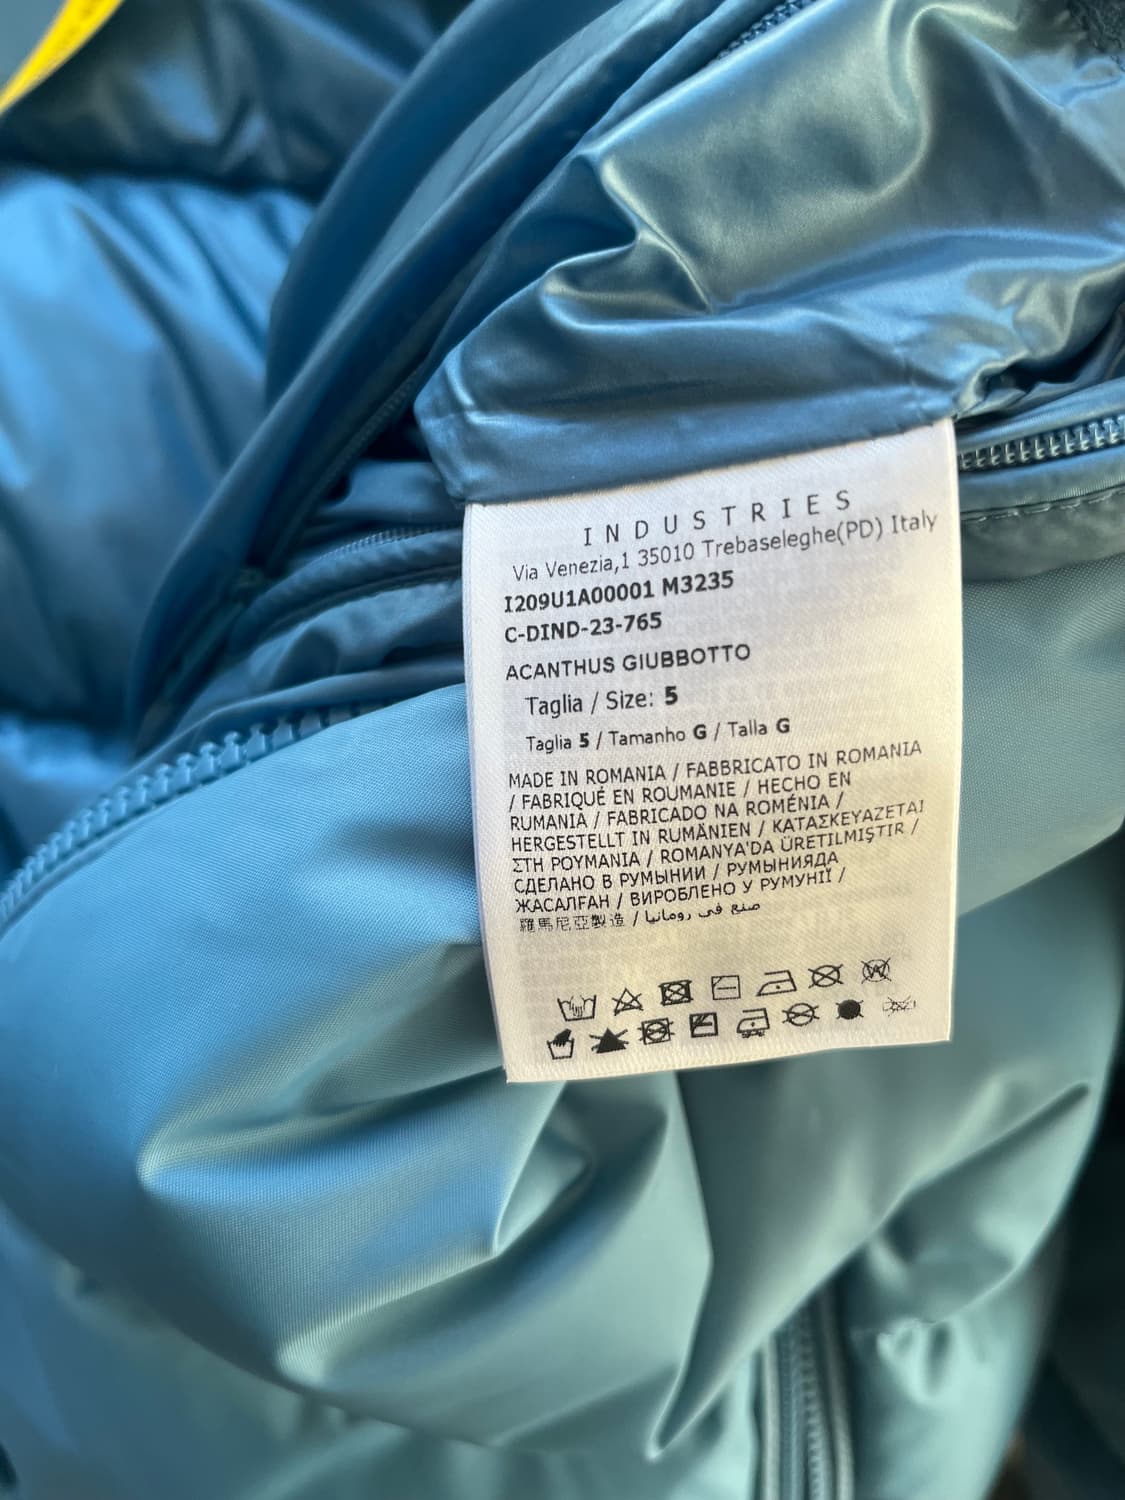 INDUSTRIES
Via Venezia,1 35010 Trebaseleghe(PD) Italy
I209U1A00001 M3235
C-DIND-23-765
ACANTHUS GIUBBOTTO
Taglia / Size: 5
Taglia 5 / Tamanho G / Talla G
MADE IN ROMANIA / FABBRICATO IN ROMANIA
/ FABRIQUÉ EN ROUMANIE / HECHO EN
RUMANIA / FABRICADO NA ROMÉNIA /
HERGESTELLT IN RUMÄNIEN / ΚΑΤΑΣΚΕΥΑΖΕΤΑΙ
ΣΤΗ ΡΟΥΜΑΝΙΑ / ROMANYA'DA ÜRETILMIŞTIR /
СДЕЛАНО В РУМЫНИИ / РУМЫНИЯДА
ЖАСАЛҒАН / ВИРОБЛЕНО У РУМУНІЇ /
羅馬尼亞製造 / صنع في رومانيا